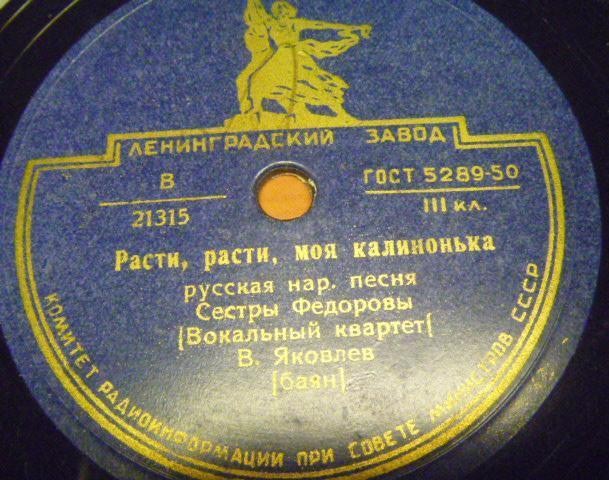 ЛЕНИНГРАДСКИЙ ЗАВОД
В
21315
ГОСТ 5289-50
III КЛ.
Расти, расти, моя калинонька
русская нар. песня
Сестры Федоровы
[Вокальный квартет[
В. Яковлев
[баян]
КОМИТЕТ РАДИОИНФОРМАЦИИ ПРИ СОВЕТЕ МИНИСТРОВ СССР